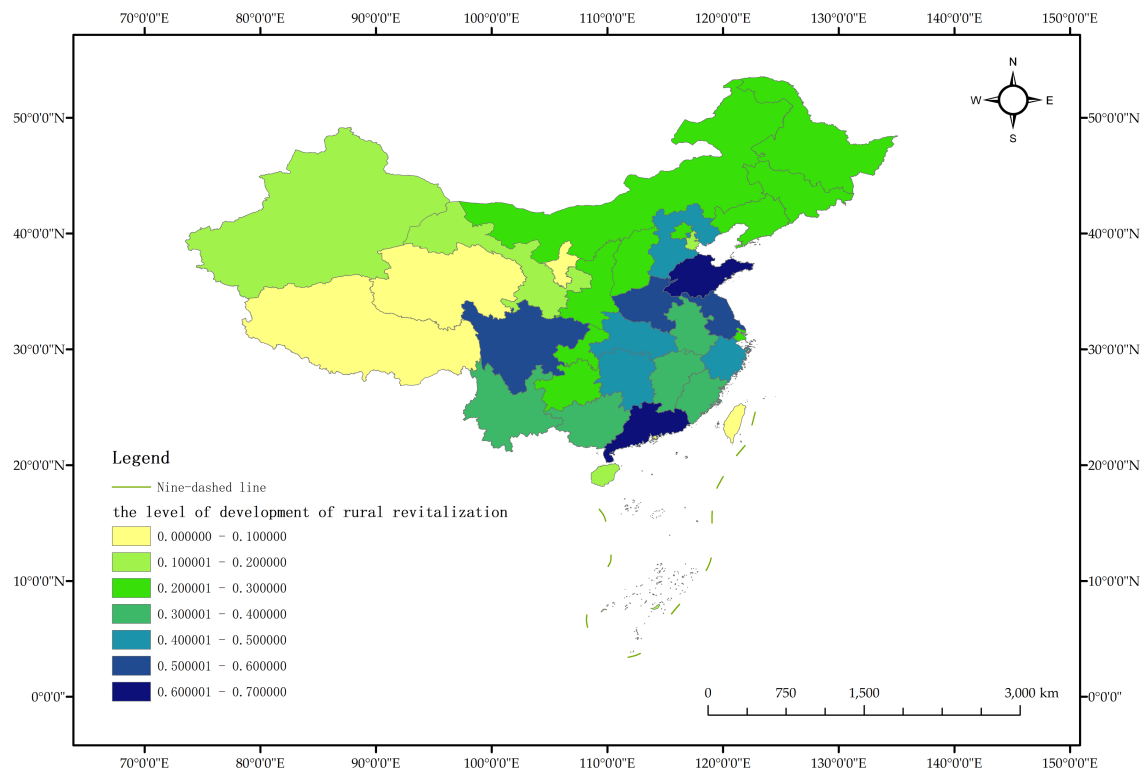 70°0'0"E 80°0'0"E 90°0'0"E 100°0'0"E 110°0'0"E 120°0'0"E 130°0'0"E 140°0'0"E 150°0'0"E
N
W E
S
50°0'0"N 50°0'0"N
40°0'0"N 40°0'0"N
30°0'0"N 30°0'0"N
20°0'0"N 20°0'0"N
10°0'0"N 10°0'0"N
0°0'0" 0°0'0"
Legend
Nine-dashed line
the level of development of rural revitalization
0.000000 - 0.100000
0.100001 - 0.200000
0.200001 - 0.300000
0.300001 - 0.400000
0.400001 - 0.500000
0.500001 - 0.600000
0.600001 - 0.700000
0 750 1,500 3,000 km
70°0'0"E 80°0'0"E 90°0'0"E 100°0'0"E 110°0'0"E 120°0'0"E 130°0'0"E 140°0'0"E 150°0'0"E